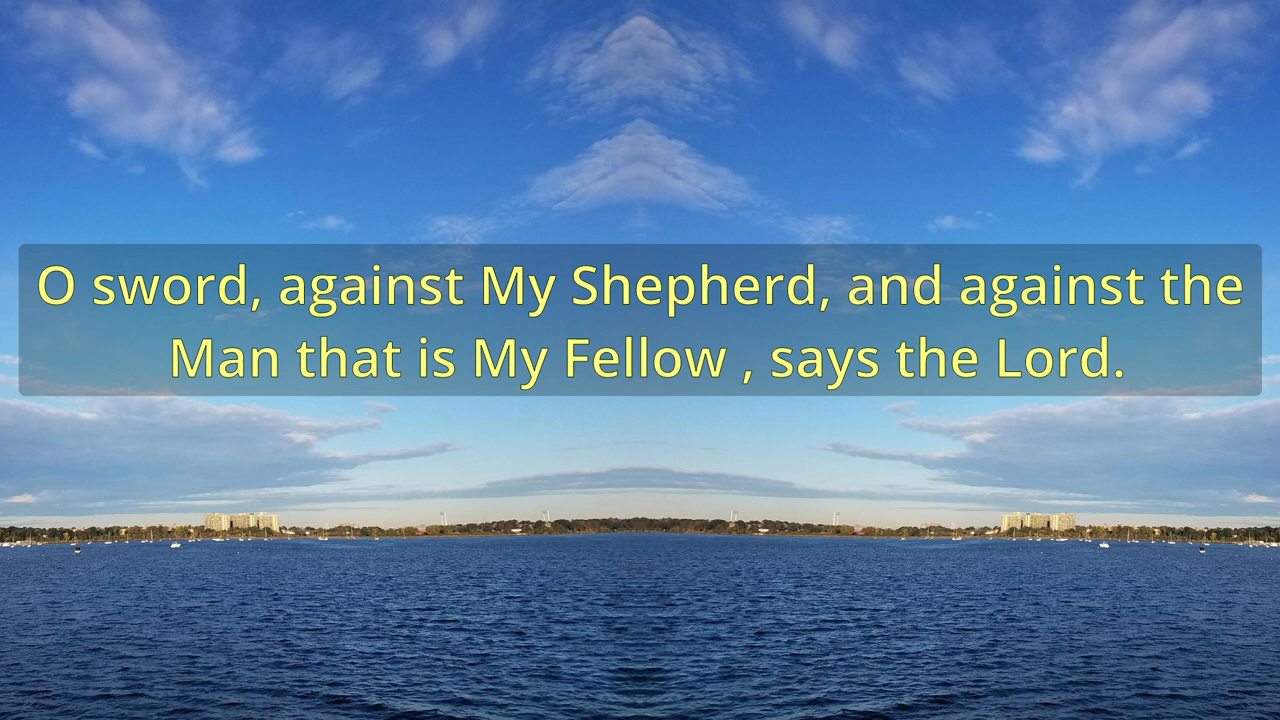 O sword, against My Shepherd, and against the
Man that is My Fellow , says the Lord.